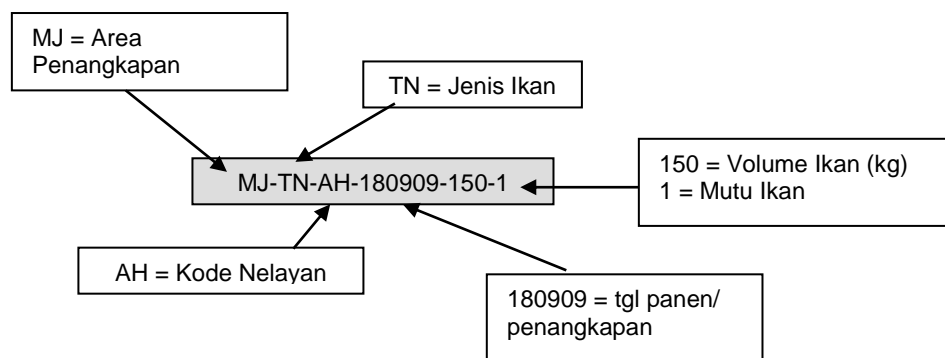 MJ = Area
Penangkapan
TN = Jenis Ikan
MJ-TN-AH-180909-150-1
150 = Volume Ikan (kg)
1 = Mutu Ikan
AH = Kode Nelayan
180909 = tgl panen/
penangkapan